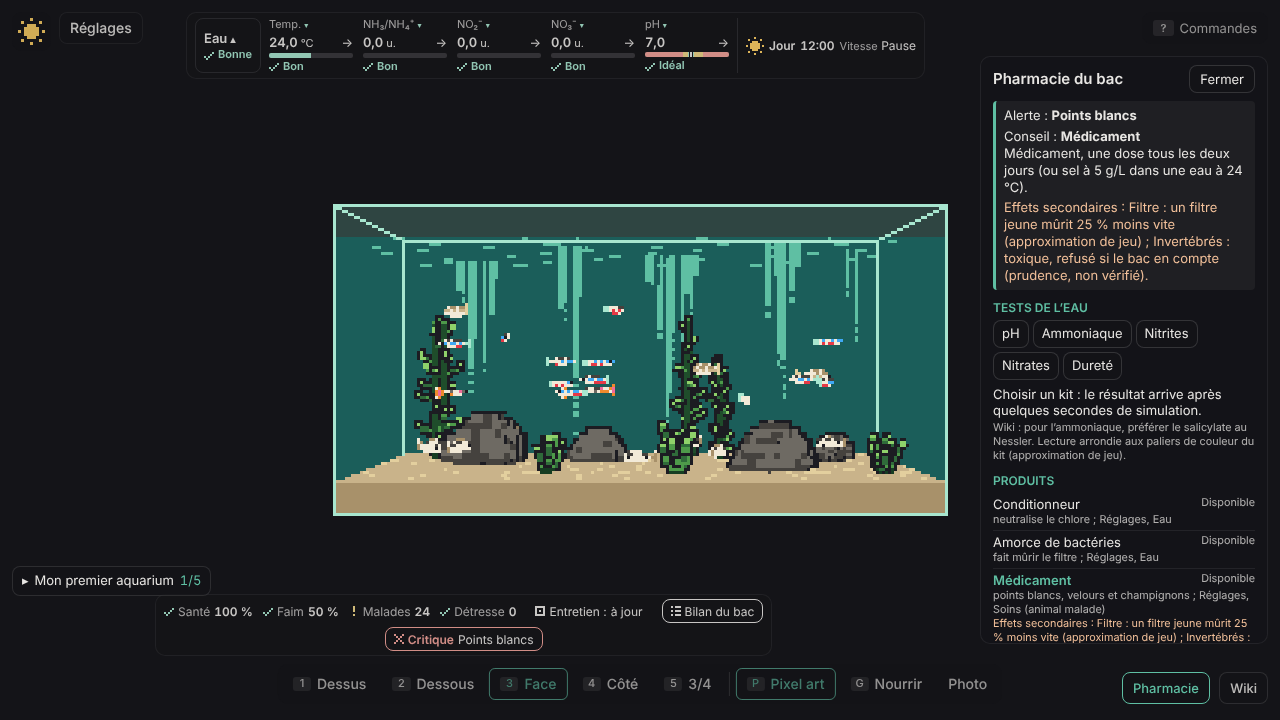 Réglages
Eau ▴
Bonne
Temp. ▾
24,0 °C →
Bon
NH₃/NH₄⁺ ▾
0,0 u. →
Bon
NO₂⁻ ▾
0,0 u. →
Bon
NO₃⁻ ▾
0,0 u. →
Bon
pH ▾
7,0 →
Idéal
Jour 12:00 Vitesse Pause
? Commandes
Pharmacie du bac
Fermer
Alerte : Points blancs
Conseil : Médicament
Médicament, une dose tous les deux
jours (ou sel à 5 g/L dans une eau à 24
°C).
Effets secondaires : Filtre : un filtre
jeune mûrit 25 % moins vite
(approximation de jeu) ; Invertébrés :
toxique, refusé si le bac en compte
(prudence, non vérifié).
TESTS DE L'EAU
pH Ammoniaque Nitrites
Nitrates Dureté
Choisir un kit : le résultat arrive après
quelques secondes de simulation.
Wiki : pour l'ammoniaque, préférer le salicylate au
Nessler. Lecture arrondie aux paliers de couleur du
kit (approximation de jeu).
PRODUITS
Conditionneur Disponible
neutralise le chlore ; Réglages, Eau
Amorce de bactéries Disponible
fait mûrir le filtre ; Réglages, Eau
Médicament Disponible
points blancs, velours et champignons ; Réglages,
Soins (animal malade)
Effets secondaires : Filtre : un filtre jeune mûrit 25
% moins vite (approximation de jeu) ; Invertébrés :
▸ Mon premier aquarium 1/5
Santé 100 % Faim 50 % ! Malades 24 Détresse 0 Entretien : à jour Bilan du bac
Critique Points blancs
1 Dessus 2 Dessous 3 Face 4 Côté 5 3/4 P Pixel art G Nourrir Photo
Pharmacie Wiki